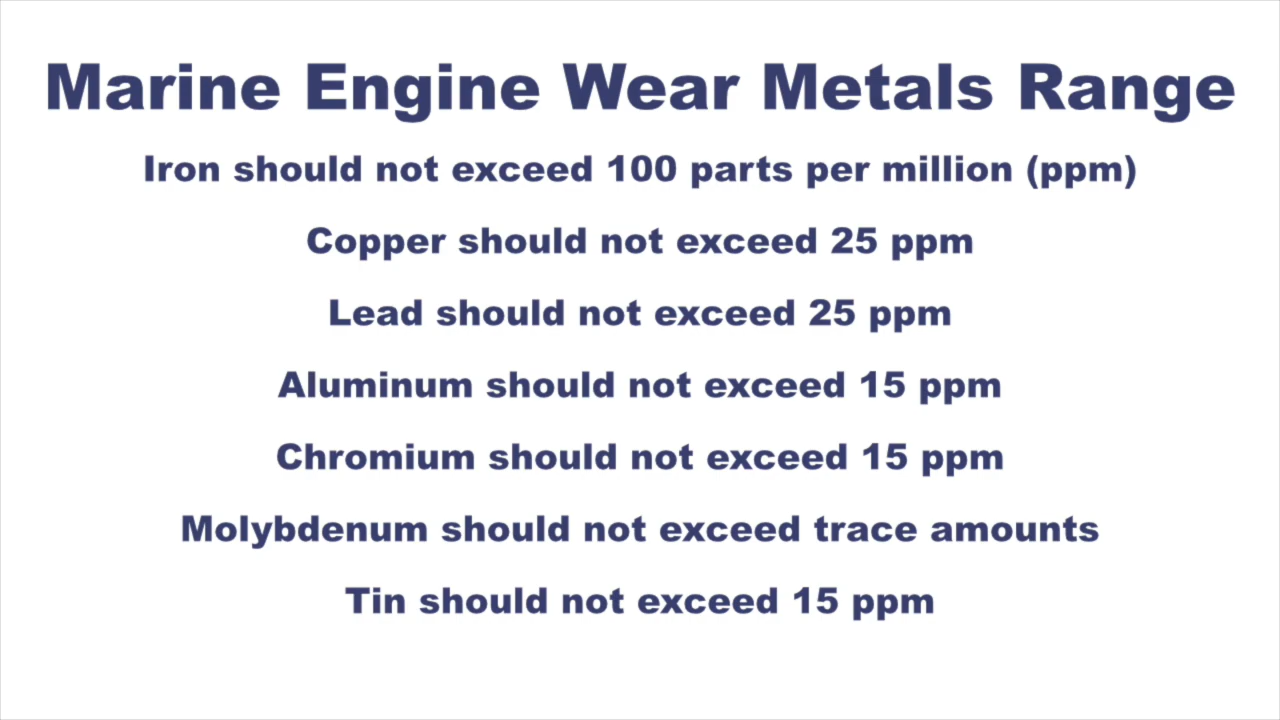 Marine Engine Wear Metals Range
Iron should not exceed 100 parts per million (ppm)
Copper should not exceed 25 ppm
Lead should not exceed 25 ppm
Aluminum should not exceed 15 ppm
Chromium should not exceed 15 ppm
Molybdenum should not exceed trace amounts
Tin should not exceed 15 ppm